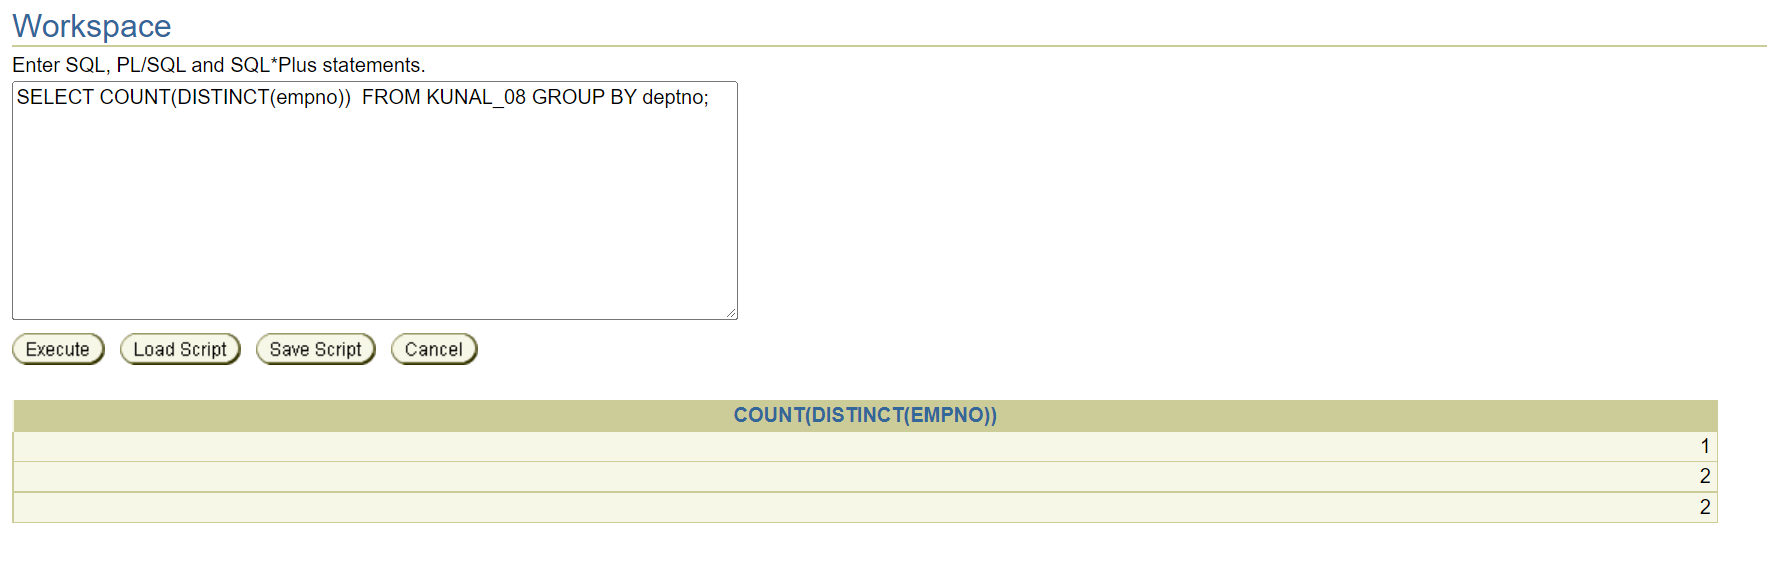 Workspace
Enter SQL, PL/SQL and SQL*Plus statements.
SELECT COUNT(DISTINCT(empno))  FROM KUNAL_08 GROUP BY deptno;
Execute Load Script Save Script Cancel
COUNT(DISTINCT(EMPNO))
1
2
2